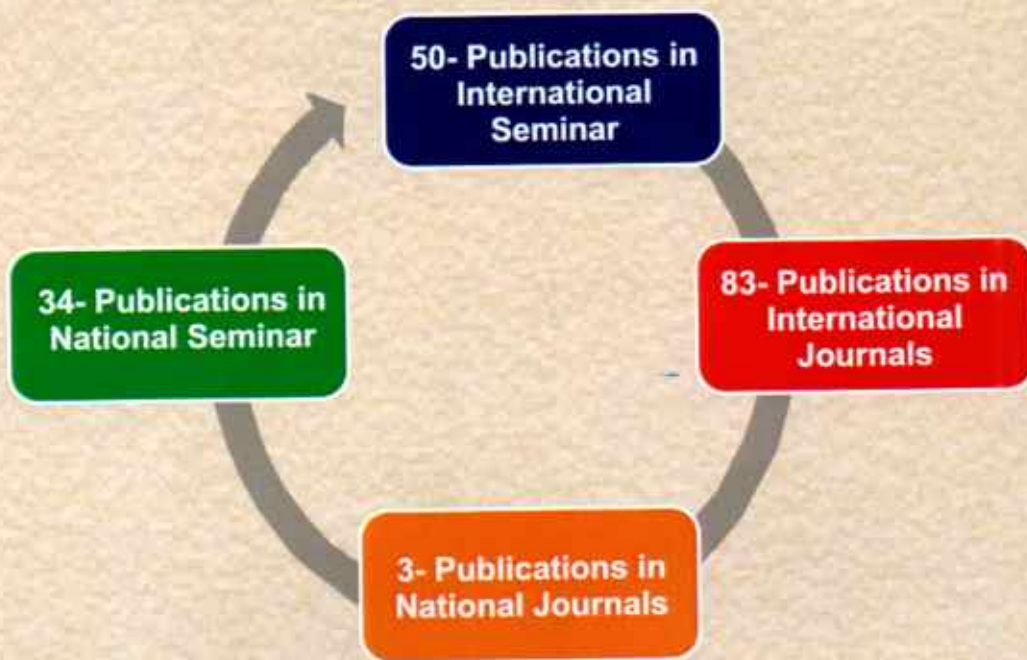 50- Publications in
International
Seminar
83- Publications in
International
Journals
3- Publications in
National Journals
34- Publications in
National Seminar